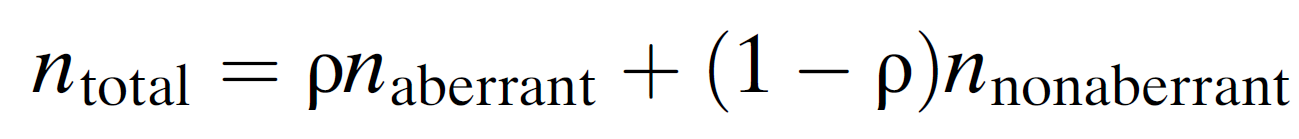 n_total = ρn_aberrant + (1 − ρ)n_nonaberrant